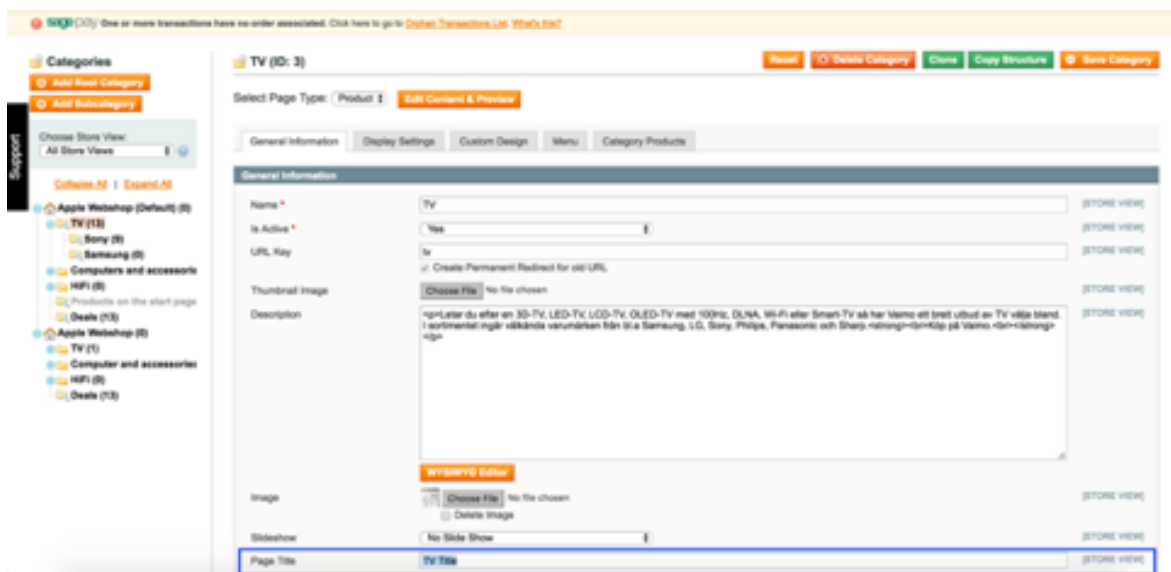 sage pay One or more transactions have no order associated. Click here to go to Orphan Transactions List. What's this?
Support
Categories
Add Root Category
Add Subcategory
Choose Store View:
All Store Views
Collapse All | Expand All
Apple Webshop (Default) (0)
TV (13)
Sony (9)
Samsung (0)
Computers and accessorie
HiFi (0)
Products on the start page
Deals (13)
Apple Webshop (0)
TV (1)
Computer and accessories
HiFi (0)
Deals (13)
TV (ID: 3)
Reset Delete Category Clone Copy Structure Save Category
Select Page Type: Product Edit Content & Preview
General Information Display Settings Custom Design Menu Category Products
General Information
Name * TV [STORE VIEW]
Is Active * Yes [STORE VIEW]
URL Key tv [STORE VIEW]
Create Permanent Redirect for old URL
Thumbnail Image Choose File No file chosen [STORE VIEW]
Description <p>Letar du efter en 3D-TV, LED-TV, LCD-TV, OLED-TV med 100Hz, DLNA, Wi-Fi eller Smart-TV så har Vaimo ett brett utbud av TV välja bland. [STORE VIEW]
I sortimentet ingår välkända varumärken från bl.a Samsung, LG, Sony, Philips, Panasonic och Sharp.<strong><br>Köp på Vaimo.<br></strong>
</p>
WYSIWYG Editor
Image Choose File No file chosen [STORE VIEW]
Delete Image
Slideshow No Slide Show [STORE VIEW]
Page Title TV Title [STORE VIEW]